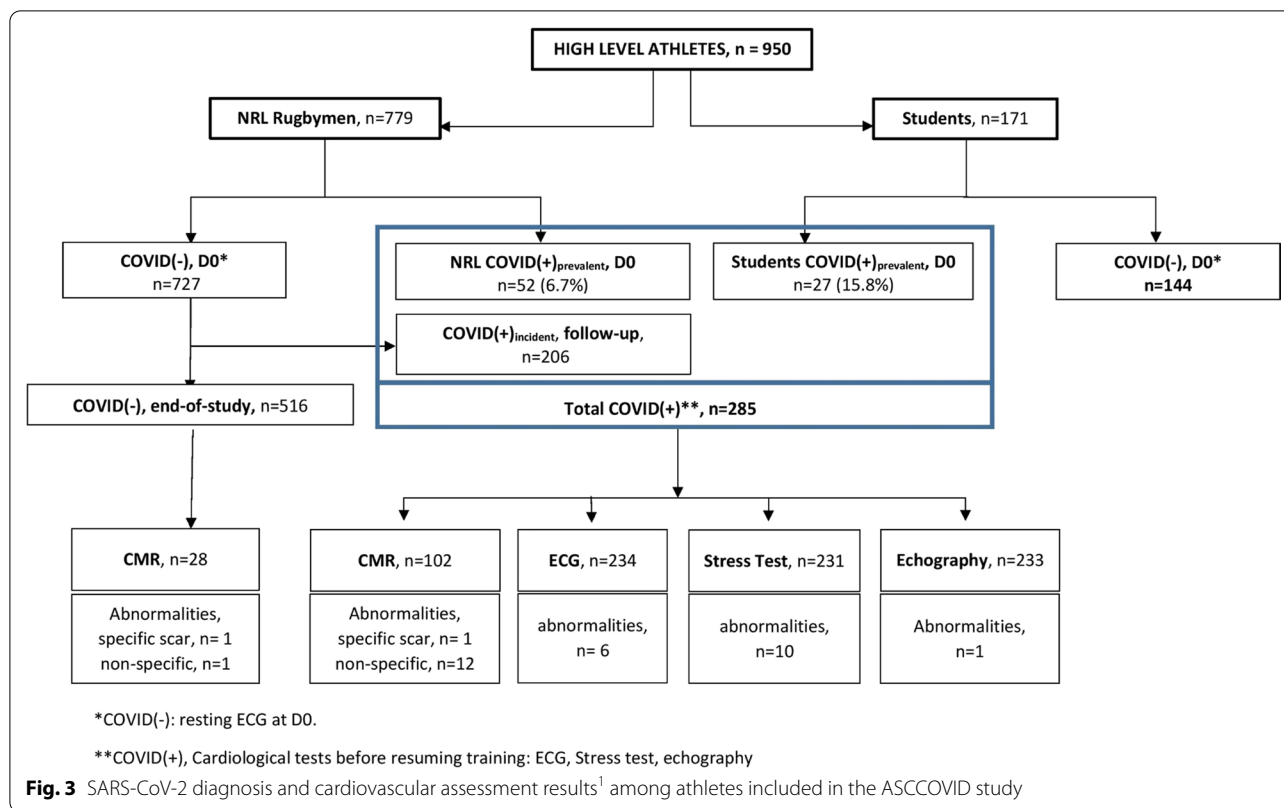 HIGH LEVEL ATHLETES, n = 950
NRL Rugbymen, n=779
Students, n=171
COVID(-), D0*
n=727
NRL COVID(+)prevalent, D0
n=52 (6.7%)
Students COVID(+)prevalent, D0
n=27 (15.8%)
COVID(-), D0*
n=144
COVID(+)incident, follow-up,
n=206
COVID(-), end-of-study, n=516
Total COVID(+)**, n=285
CMR, n=28
CMR, n=102
ECG, n=234
Stress Test, n=231
Echography, n=233
Abnormalities,
specific scar, n= 1
non-specific, n=1
Abnormalities,
specific scar, n= 1
non-specific, n=12
abnormalities,
n= 6
abnormalities,
n=10
Abnormalities,
n=1
*COVID(-): resting ECG at D0.
**COVID(+), Cardiological tests before resuming training: ECG, Stress test, echography
Fig. 3 SARS-CoV-2 diagnosis and cardiovascular assessment results¹ among athletes included in the ASCCOVID study